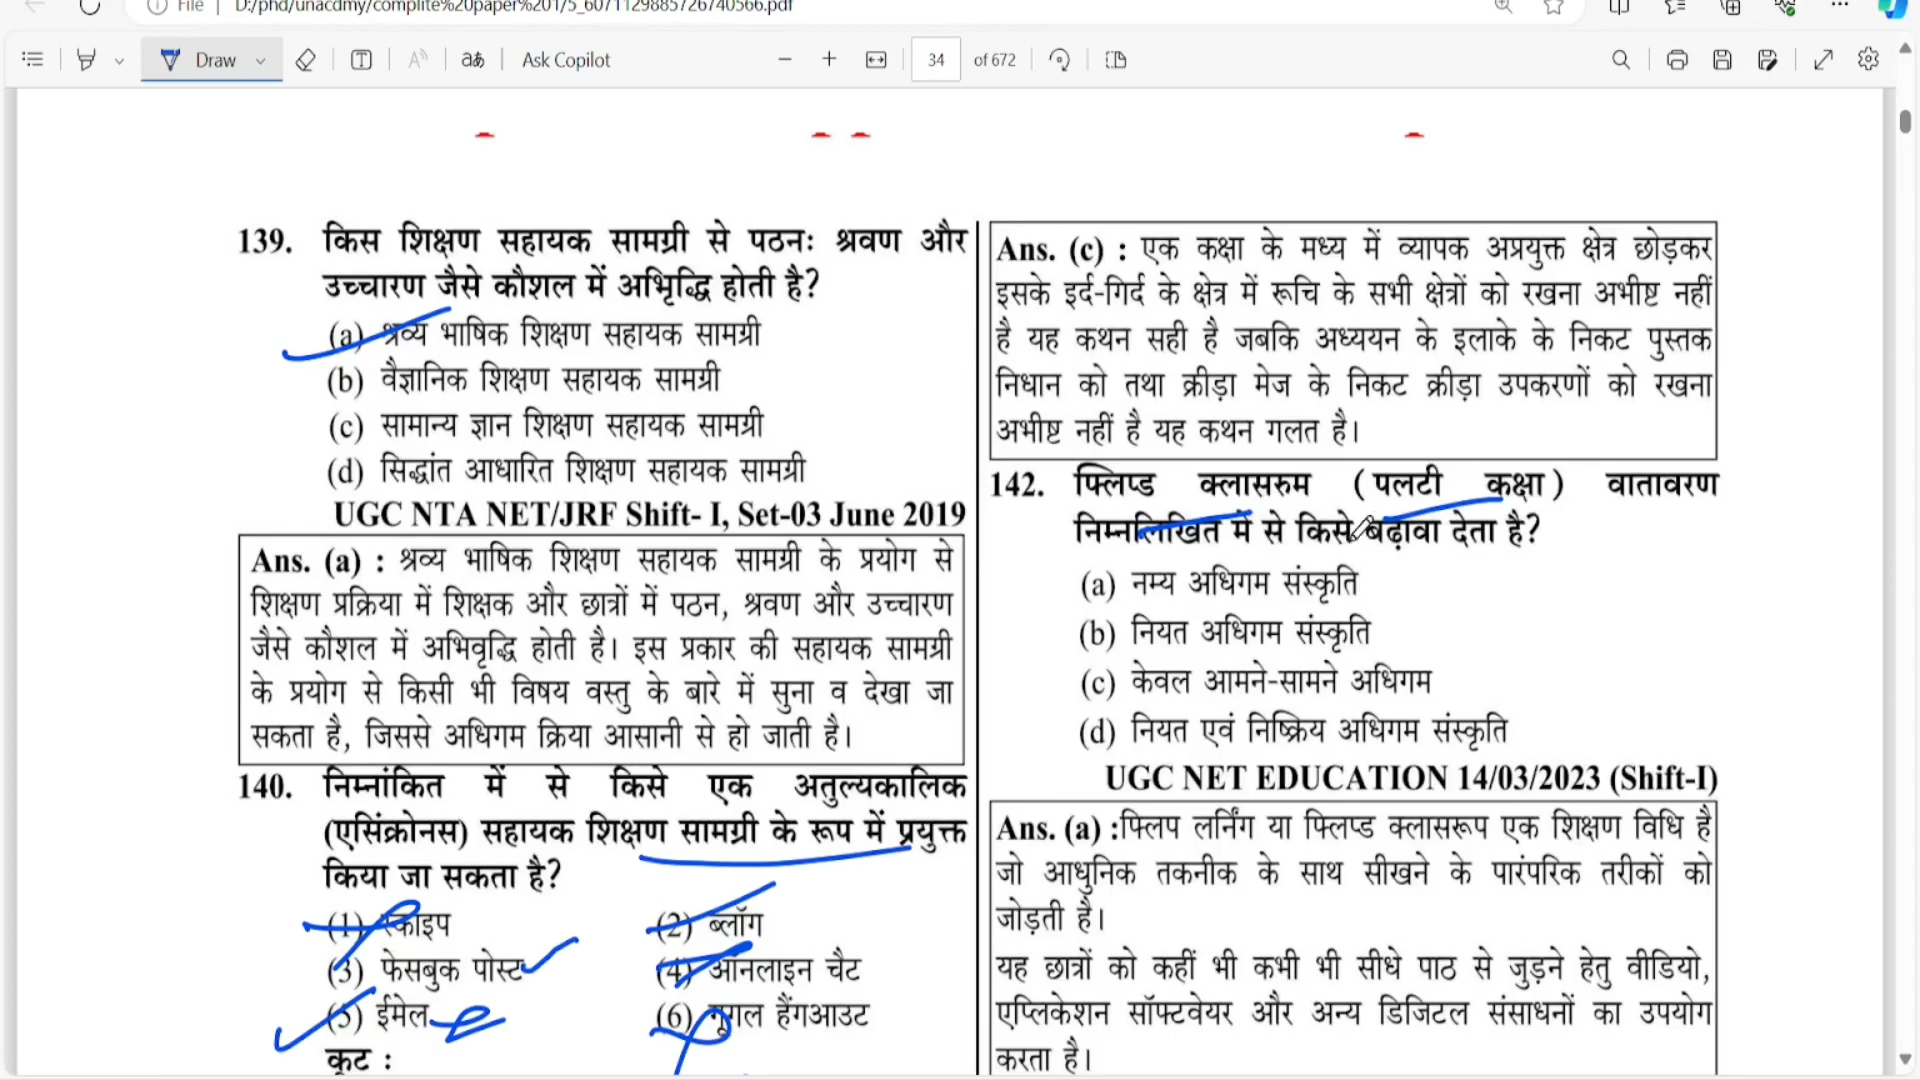 File
D:/phd/unacdmy/complite%20paper%201/5_6071129885726740566.pdf
Draw
aあ
Ask Copilot
34
of 672
139. किस शिक्षण सहायक सामग्री से पठनः श्रवण और
उच्चारण जैसे कौशल में अभिृद्धि होती है?
(a) श्रव्य भाषिक शिक्षण सहायक सामग्री
(b) वैज्ञानिक शिक्षण सहायक सामग्री
(c) सामान्य ज्ञान शिक्षण सहायक सामग्री
(d) सिद्धांत आधारित शिक्षण सहायक सामग्री
UGC NTA NET/JRF Shift- I, Set-03 June 2019
Ans. (a) : श्रव्य भाषिक शिक्षण सहायक सामग्री के प्रयोग से
शिक्षण प्रक्रिया में शिक्षक और छात्रों में पठन, श्रवण और उच्चारण
जैसे कौशल में अभिवृद्धि होती है। इस प्रकार की सहायक सामग्री
के प्रयोग से किसी भी विषय वस्तु के बारे में सुना व देखा जा
सकता है, जिससे अधिगम क्रिया आसानी से हो जाती है।
140. निम्नांकित में से किसे एक अतुल्यकालिक
(एसिंक्रोनस) सहायक शिक्षण सामग्री के रूप में प्रयुक्त
किया जा सकता है?
(1) स्काइप (2) ब्लॉग
(3) फेसबुक पोस्ट (4) ऑनलाइन चैट
(5) ईमेल (6) गूगल हैंगआउट
कूट :
Ans. (c) : एक कक्षा के मध्य में व्यापक अप्रयुक्त क्षेत्र छोड़कर
इसके इर्द-गिर्द के क्षेत्र में रूचि के सभी क्षेत्रों को रखना अभीष्ट नहीं
है यह कथन सही है जबकि अध्ययन के इलाके के निकट पुस्तक
निधान को तथा क्रीड़ा मेज के निकट क्रीड़ा उपकरणों को रखना
अभीष्ट नहीं है यह कथन गलत है।
142. फ्लिप्ड क्लासरुम (पलटी कक्षा) वातावरण
निम्नलिखित में से किसे बढ़ावा देता है?
(a) नम्य अधिगम संस्कृति
(b) नियत अधिगम संस्कृति
(c) केवल आमने-सामने अधिगम
(d) नियत एवं निष्क्रिय अधिगम संस्कृति
UGC NET EDUCATION 14/03/2023 (Shift-I)
Ans. (a) :फ्लिप लर्निंग या फ्लिप्ड क्लासरूप एक शिक्षण विधि है
जो आधुनिक तकनीक के साथ सीखने के पारंपरिक तरीकों को
जोड़ती है।
यह छात्रों को कहीं भी कभी भी सीधे पाठ से जुड़ने हेतु वीडियो,
एप्लिकेशन सॉफ्टवेयर और अन्य डिजिटल संसाधनों का उपयोग
करता है।